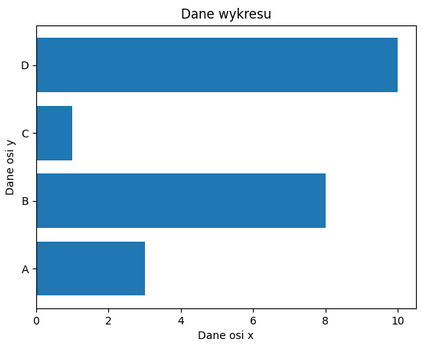 Dane wykresu
Dane osi y
D
C
B
A
0 2 4 6 8 10
Dane osi x